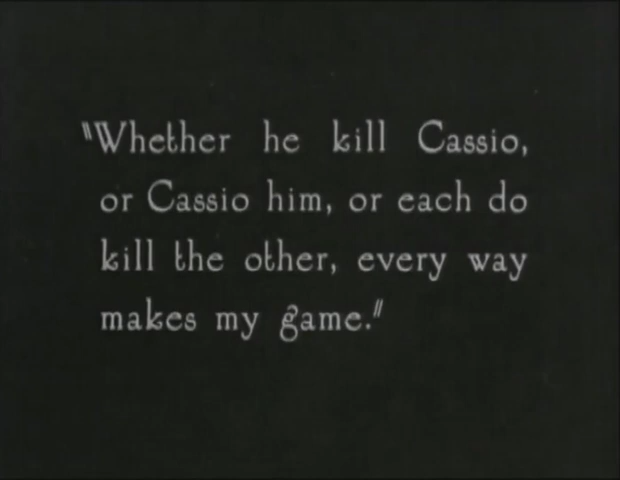 "Whether he kill Cassio,
or Cassio him, or each do
kill the other, every way
makes my game."